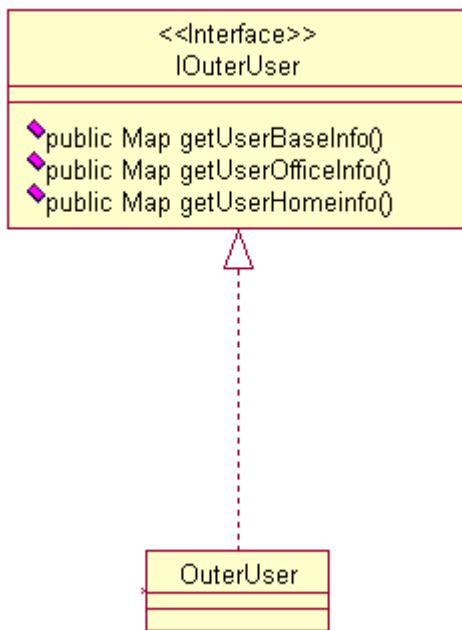 <<Interface>>
IOuterUser
public Map getUserBaseInfo()
public Map getUserOfficeInfo()
public Map getUserHomeinfo()
OuterUser